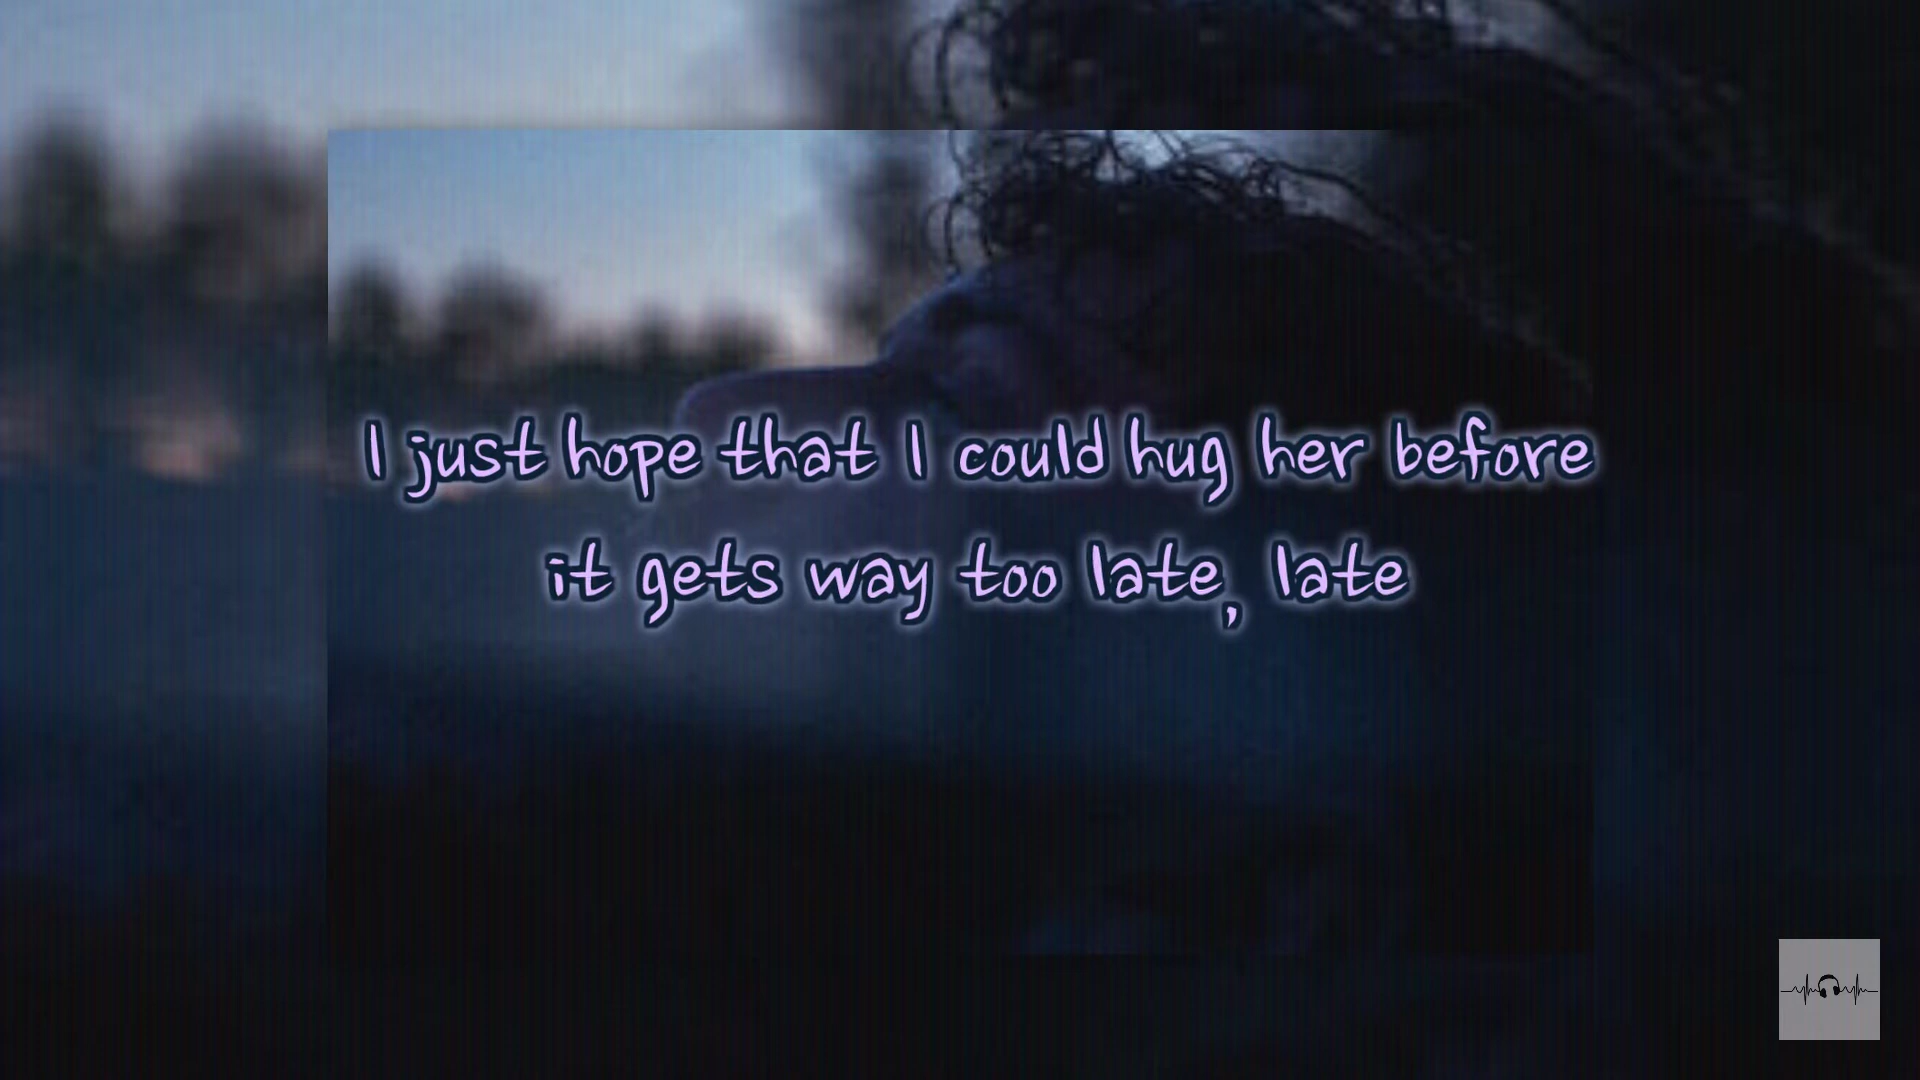 I just hope that I could hug her before
it gets way too late, late